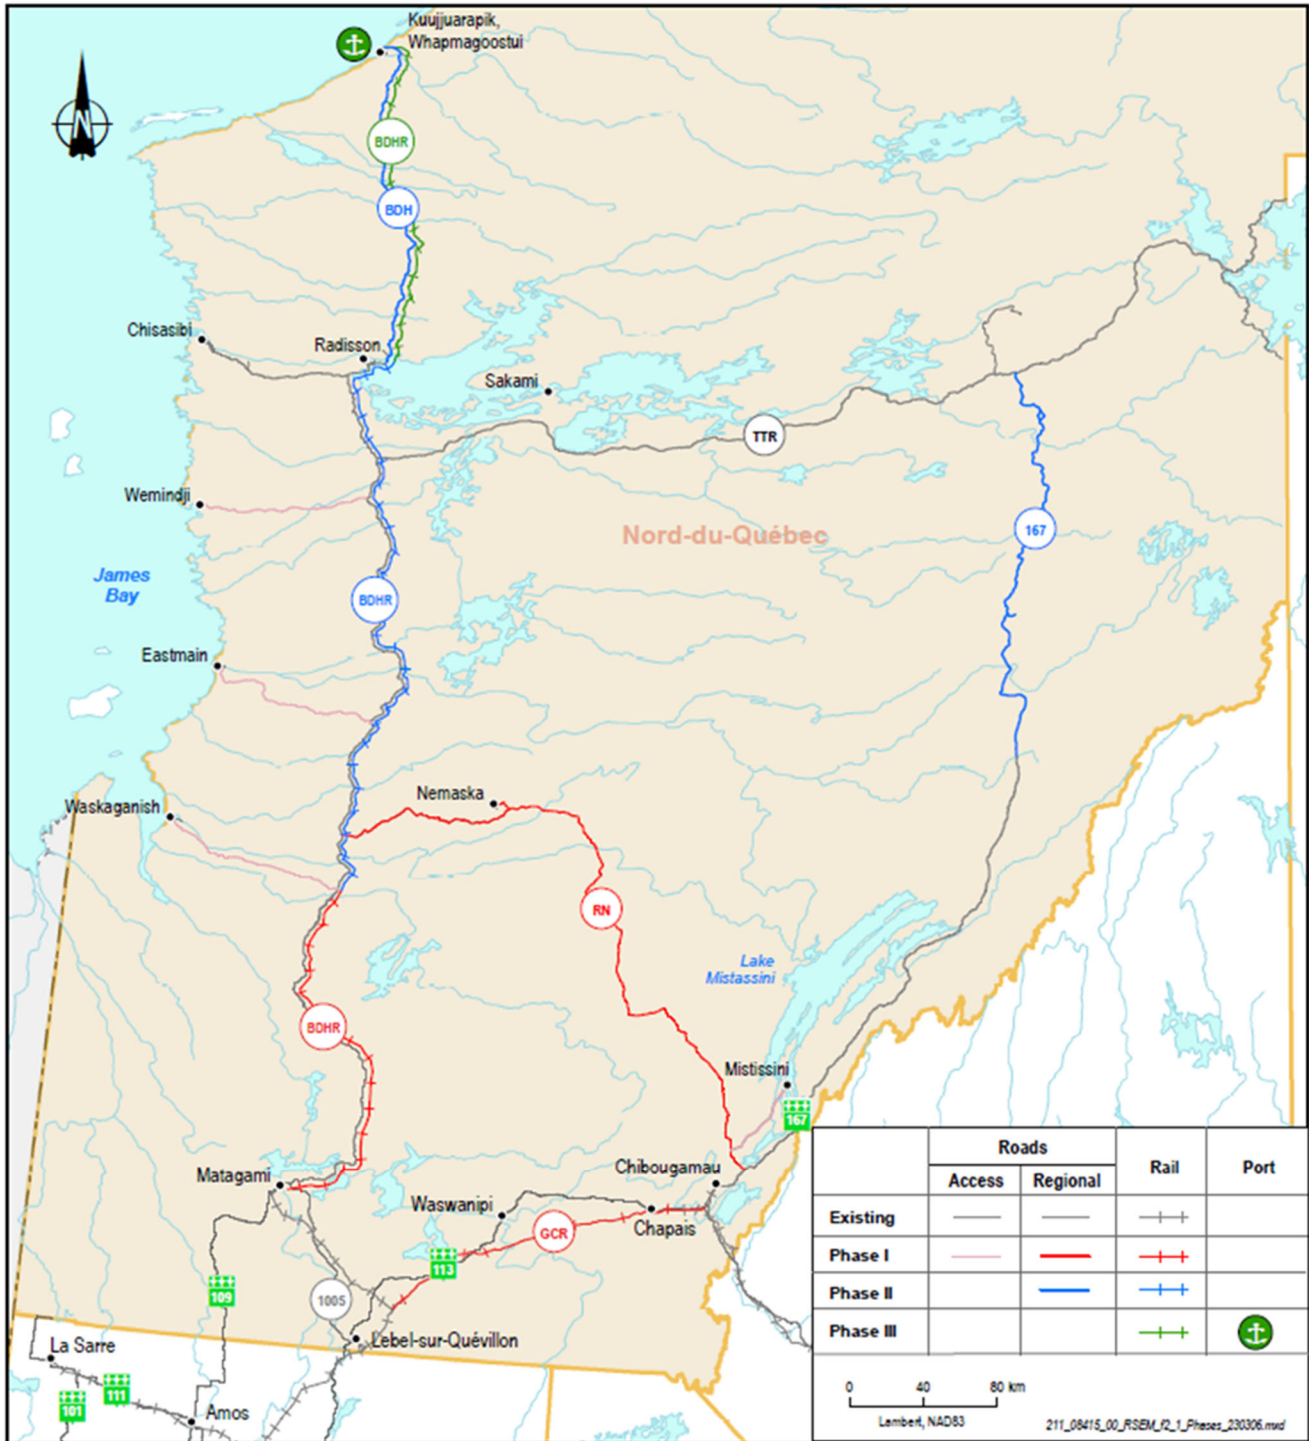 Kuujjuarapik,
Whapmagoostui
N
BDHR
BDH
Chisasibi
Radisson
Sakami
TTR
Wemindji
Nord-du-Québec
167
James
Bay
BDHR
Eastmain
Nemaska
Waskaganish
RN
Lake
Mistassini
BDHR
Mistissini
167
Matagami
Chibougamau
Waswanipi
Chapais
GCR
113
109
1005
Lebel-sur-Quévillon
La Sarre
111
101
Amos
Roads
Rail
Port
Access
Regional
Existing
Phase I
Phase II
Phase III
0 40 80 km
Lambert, NAD83
211_08415_00_RSEM_f2_1_Phases_230306.mxd